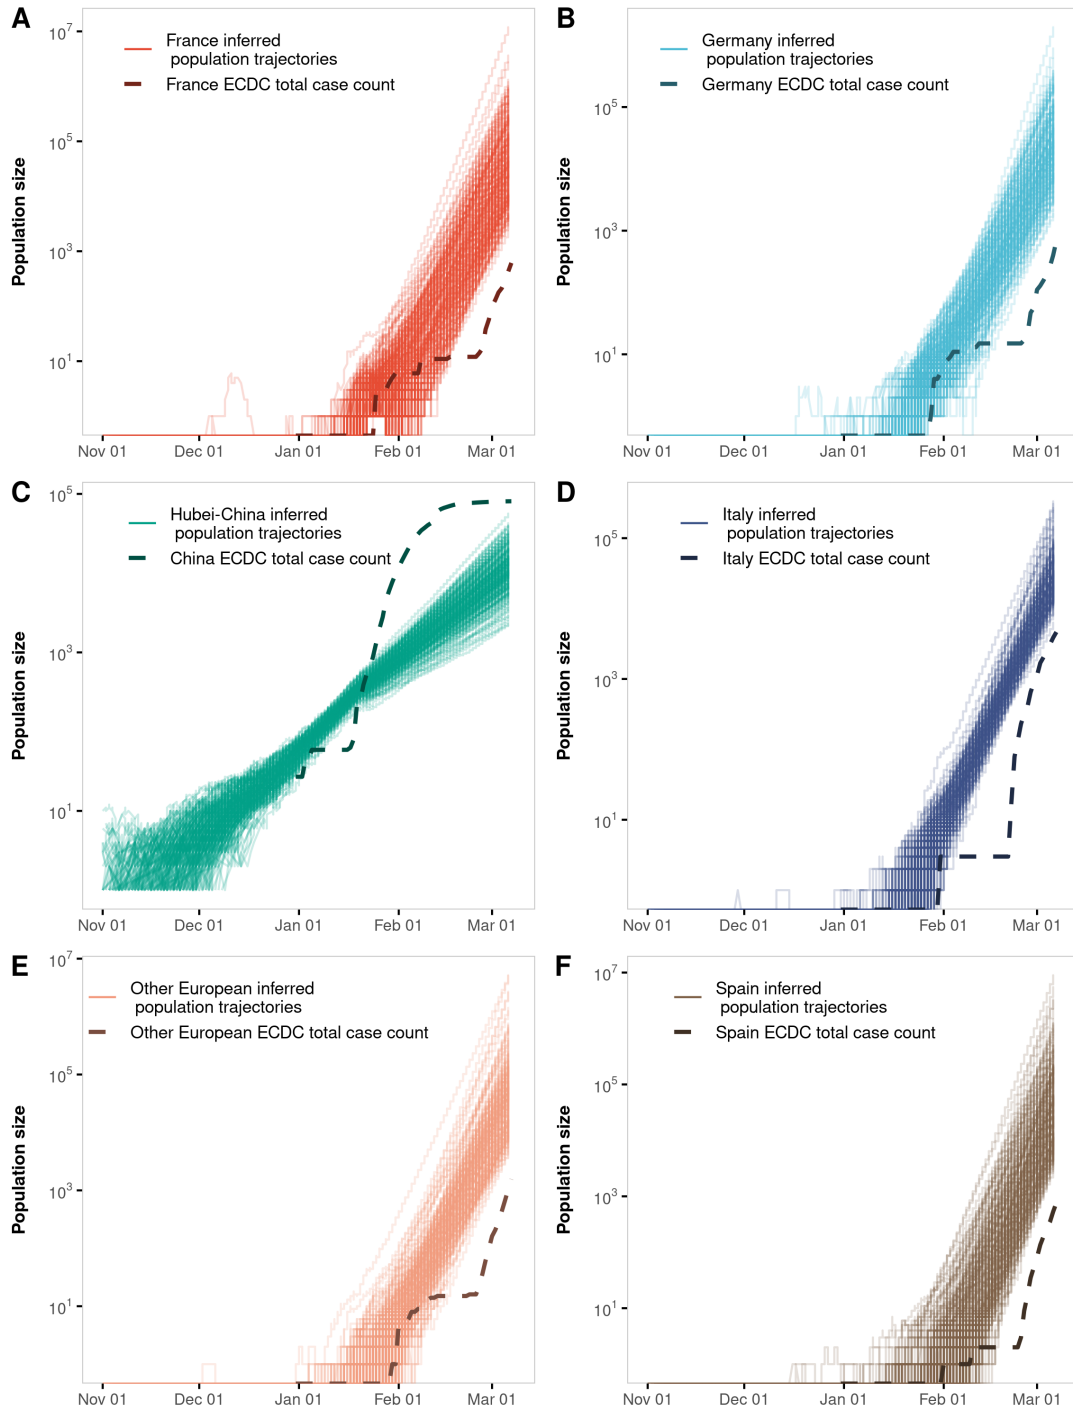 A
Population size
10^7
10^5
10^3
10^1
France inferred
population trajectories
France ECDC total case count
Nov 01 Dec 01 Jan 01 Feb 01 Mar 01
B
Population size
10^5
10^3
10^1
Germany inferred
population trajectories
Germany ECDC total case count
Nov 01 Dec 01 Jan 01 Feb 01 Mar 01
C
Population size
10^5
10^3
10^1
Hubei-China inferred
population trajectories
China ECDC total case count
Nov 01 Dec 01 Jan 01 Feb 01 Mar 01
D
Population size
10^5
10^3
10^1
Italy inferred
population trajectories
Italy ECDC total case count
Nov 01 Dec 01 Jan 01 Feb 01 Mar 01
E
Population size
10^7
10^5
10^3
10^1
Other European inferred
population trajectories
Other European ECDC total case count
Nov 01 Dec 01 Jan 01 Feb 01 Mar 01
F
Population size
10^7
10^5
10^3
10^1
Spain inferred
population trajectories
Spain ECDC total case count
Nov 01 Dec 01 Jan 01 Feb 01 Mar 01